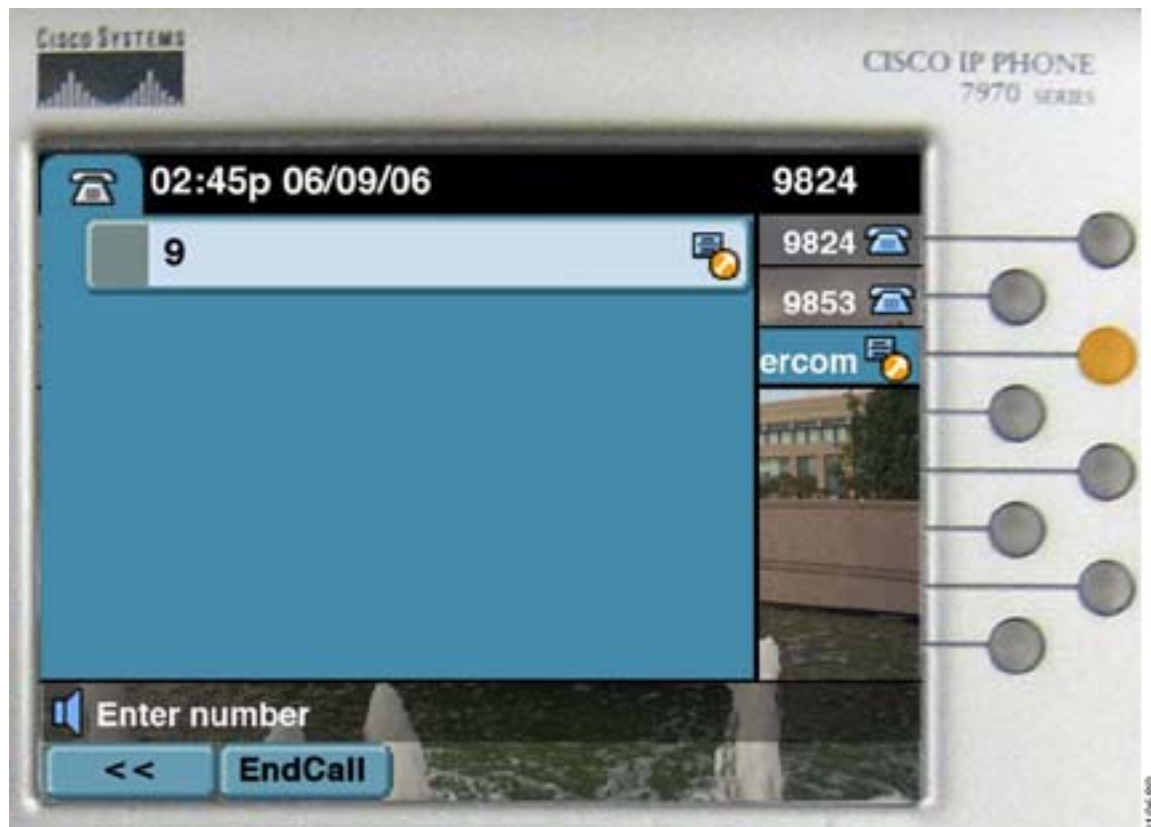 CISCO SYSTEMS
CISCO IP PHONE
7970 SERIES
02:45p 06/09/06
9824
9
9824
9853
ercom
Enter number
<<
EndCall